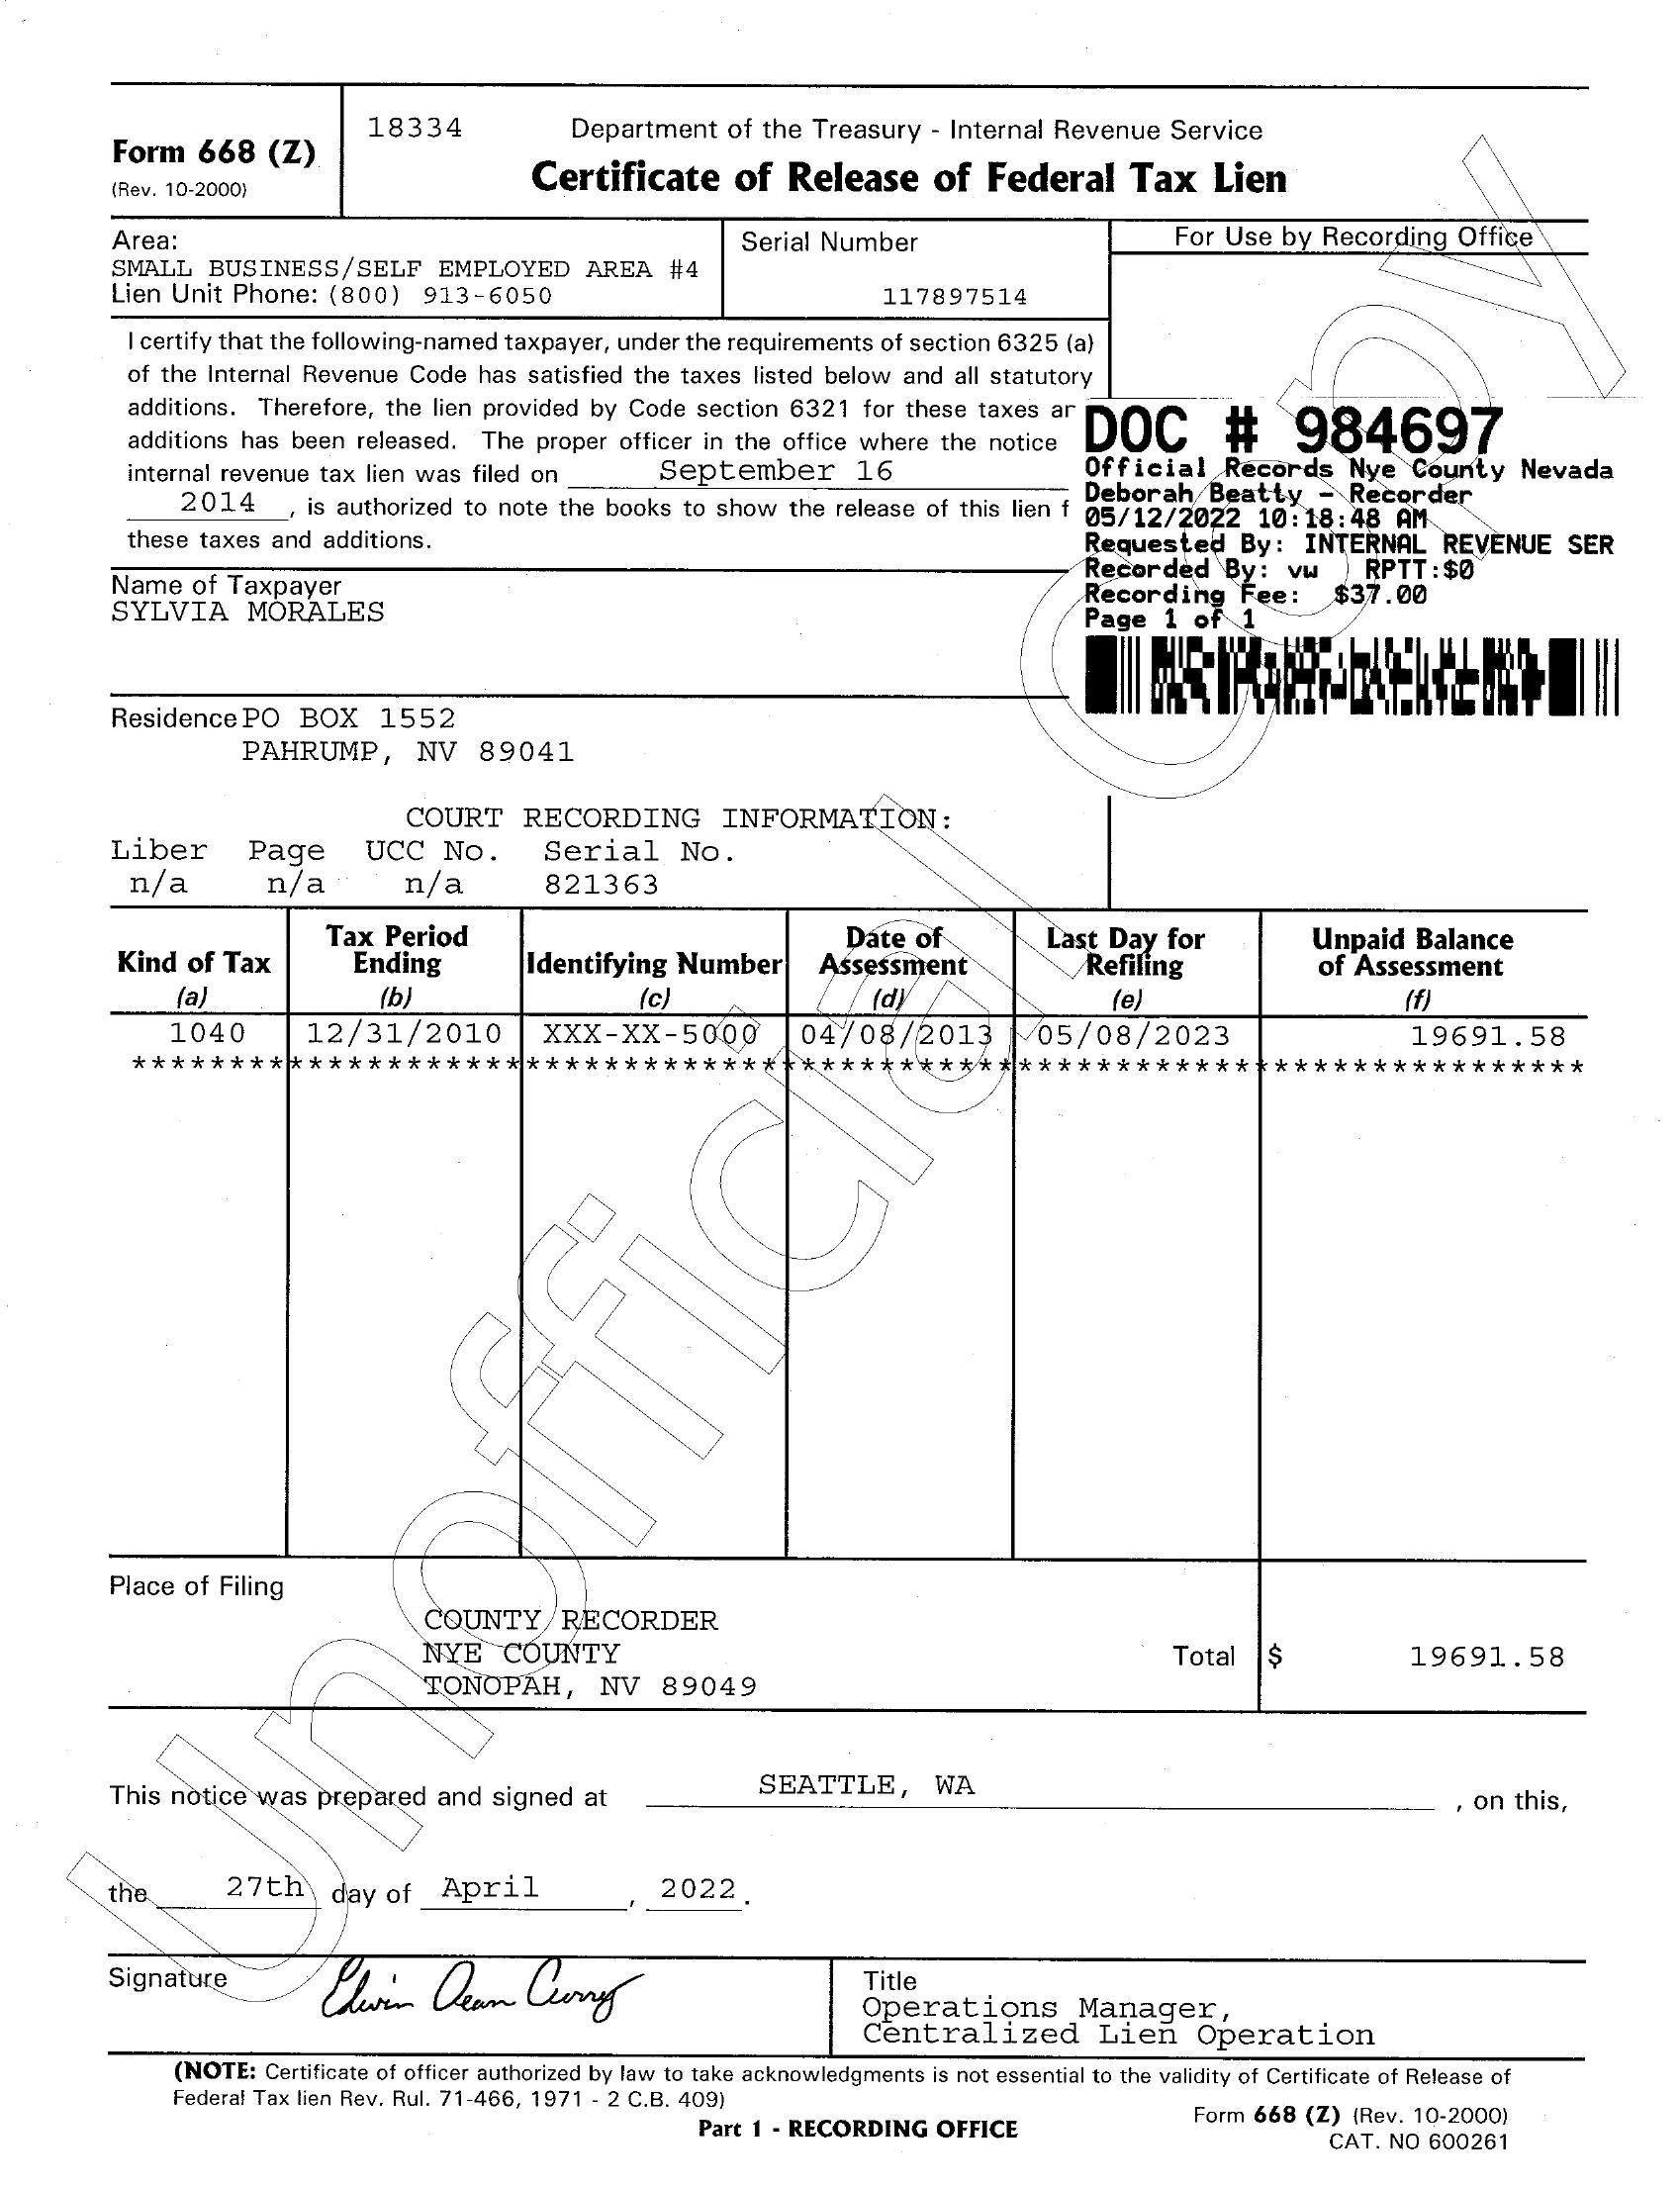 Form 668 (Z)
(Rev. 10-2000)
18334
Department of the Treasury - Internal Revenue Service
Certificate of Release of Federal Tax Lien
Area:
SMALL BUSINESS/SELF EMPLOYED AREA #4
Lien Unit Phone: (800) 913-6050
Serial Number
117897514
For Use by Recording Office
I certify that the following-named taxpayer, under the requirements of section 6325 (a)
of the Internal Revenue Code has satisfied the taxes listed below and all statutory
additions. Therefore, the lien provided by Code section 6321 for these taxes ar
additions has been released. The proper officer in the office where the notice
internal revenue tax lien was filed on September 16
2014 , is authorized to note the books to show the release of this lien f
these taxes and additions.
DOC # 984697
Official Records Nye County Nevada
Deborah Beatty - Recorder
05/12/2022 10:18:48 AM
Requested By: INTERNAL REVENUE SER
Recorded By: vw RPTT:$0
Recording Fee: $37.00
Page 1 of 1
Name of Taxpayer
SYLVIA MORALES
Residence PO BOX 1552
PAHRUMP, NV 89041
COURT RECORDING INFORMATION:
Liber Page UCC No. Serial No.
n/a n/a n/a 821363
Kind of Tax (a)
Tax Period Ending (b)
Identifying Number (c)
Date of Assessment (d)
Last Day for Refiling (e)
Unpaid Balance of Assessment (f)
1040 12/31/2010 XXX-XX-5000 04/08/2013 05/08/2023 19691.58
***************************************************************************
Place of Filing
COUNTY RECORDER
NYE COUNTY
TONOPAH, NV 89049
Total $ 19691.58
This notice was prepared and signed at SEATTLE, WA , on this,
the 27th day of April , 2022.
Signature
Edwin Dean Curry
Title
Operations Manager,
Centralized Lien Operation
(NOTE: Certificate of officer authorized by law to take acknowledgments is not essential to the validity of Certificate of Release of
Federal Tax lien Rev. Rul. 71-466, 1971 - 2 C.B. 409)
Part 1 - RECORDING OFFICE
Form 668 (Z) (Rev. 10-2000)
CAT. NO 600261
Unofficial Copy